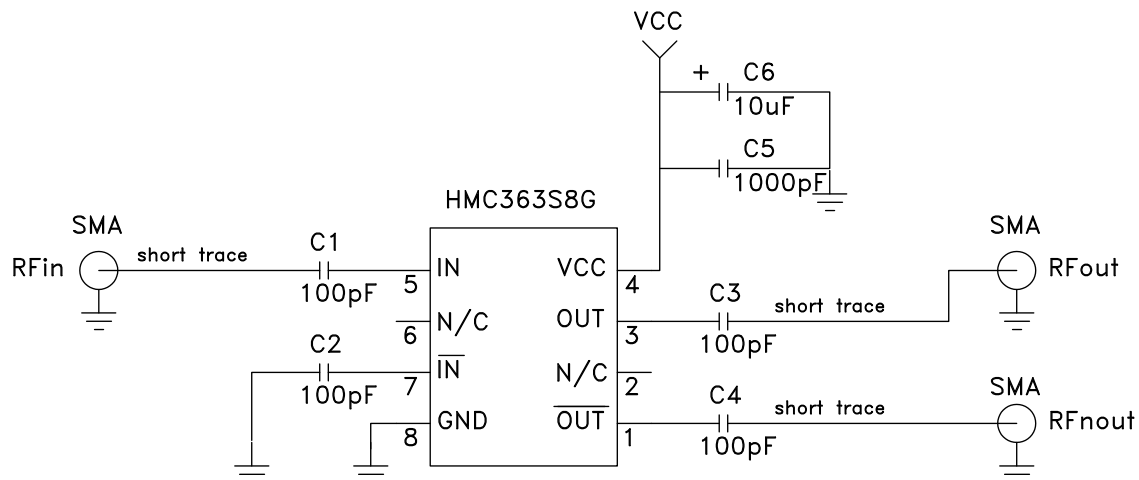 VCC
+ C6
10uF
C5
1000pF
HMC363S8G
SMA
RFin
short trace
C1
100pF
5
IN
N/C
6
C2
100pF
7
IN
GND
8
VCC
4
OUT
3
N/C
2
OUT
1
C3
100pF
short trace
SMA
RFout
C4
100pF
short trace
SMA
RFnout